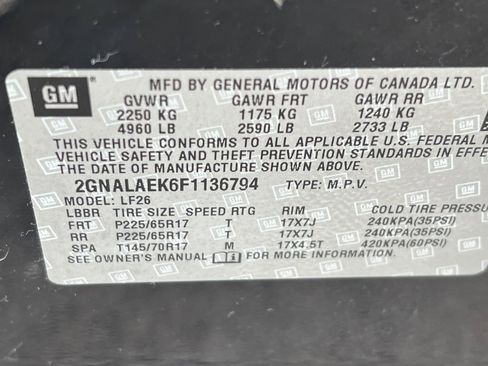 GM
MFD BY GENERAL MOTORS OF CANADA LTD.
GVWR GAWR FRT GAWR RR
2250 KG 1175 KG 1240 KG
4960 LB 2590 LB 2733 LB
THIS VEHICLE CONFORMS TO ALL APPLICABLE U.S. FEDERAL
VEHICLE SAFETY AND THEFT PREVENTION STANDARDS IN EFFE
THE DATE OF MANUFACTURE SHOWN ABOVE.
2GNALAEK6F1136794 TYPE: M.P.V.
MODEL: LF26
LBBR TIRE SIZE SPEED RTG RIM COLD TIRE PRESSU
FRT P225/65R17 T 17X7J 240KPA(35PSI)
RR P225/65R17 T 17X7J 240KPA(35PSI)
SPA T145/70R17 M 17X4.5T 420KPA(60PSI)
SEE OWNER'S MANUAL FOR MORE INFORMATION.